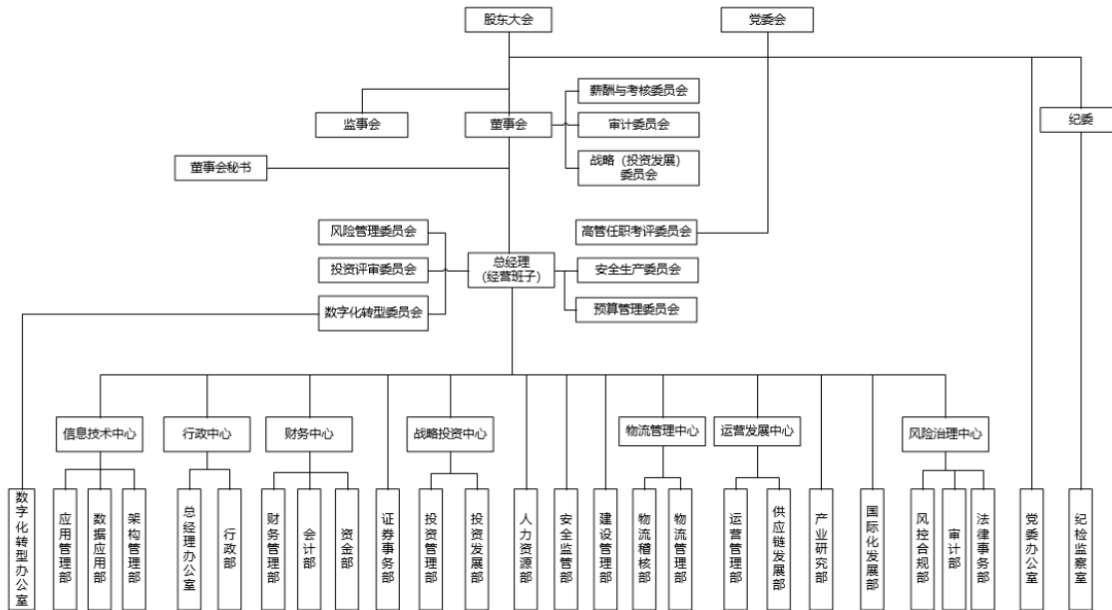 股东大会
党委会
薪酬与考核委员会
监事会
董事会
审计委员会
纪委
董事会秘书
战略（投资发展）
委员会
风险管理委员会
高管任职考评委员会
总经理
（经营班子）
投资评审委员会
安全生产委员会
数字化转型委员会
预算管理委员会
信息技术中心
行政中心
财务中心
战略投资中心
物流管理中心
运营发展中心
风险治理中心
数字化转型办公室
应用管理部
数据应用部
架构管理部
总经理办公室
行政部
财务管理部
会计部
资金部
证券事务部
投资管理部
投资发展部
人力资源部
安全监管部
建设管理部
物流稽核部
物流管理部
运营管理部
供应链发展部
产业研究部
国际化发展部
风控合规部
审计部
法律事务部
党委办公室
纪检监察室